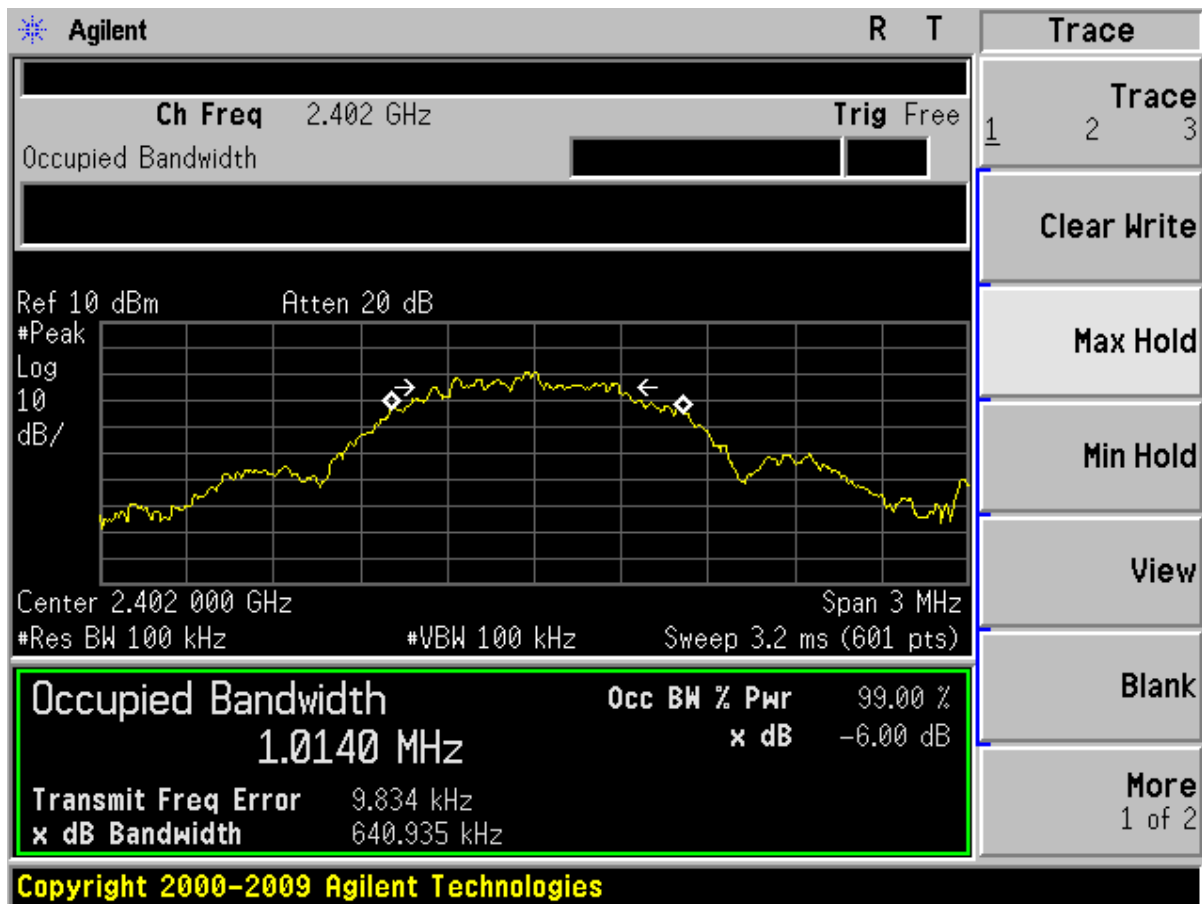 Agilent R T Trace
Trace
1 2 3
Ch Freq 2.402 GHz Trig Free
Occupied Bandwidth
Clear Write
Ref 10 dBm Atten 20 dB
#Peak
Log
10
dB/
Max Hold
Min Hold
View
Center 2.402 000 GHz Span 3 MHz
#Res BW 100 kHz #VBW 100 kHz Sweep 3.2 ms (601 pts)
Occupied Bandwidth
1.0140 MHz
Occ BW % Pwr 99.00 %
x dB -6.00 dB
Transmit Freq Error 9.834 kHz
x dB Bandwidth 640.935 kHz
Blank
More
1 of 2
Copyright 2000-2009 Agilent Technologies